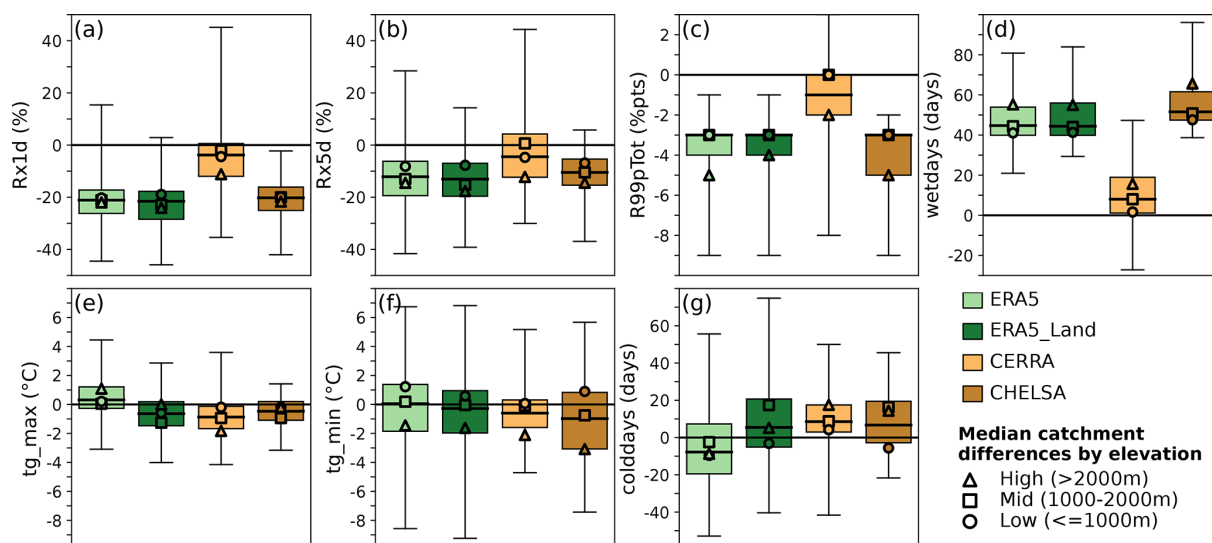 (a)
Rx1d (%)
40
20
0
-20
-40
(b)
Rx5d (%)
40
20
0
-20
-40
(c)
R99pTot (%pts)
2
0
-2
-4
-6
-8
(d)
wetdays (days)
80
60
40
20
0
-20
(e)
tg_max (°C)
6
4
2
0
-2
-4
-6
-8
(f)
tg_min (°C)
6
4
2
0
-2
-4
-6
-8
(g)
colddays (days)
60
40
20
0
-20
-40
ERA5
ERA5_Land
CERRA
CHELSA
Median catchment
differences by elevation
High (>2000m)
Mid (1000-2000m)
Low (<=1000m)